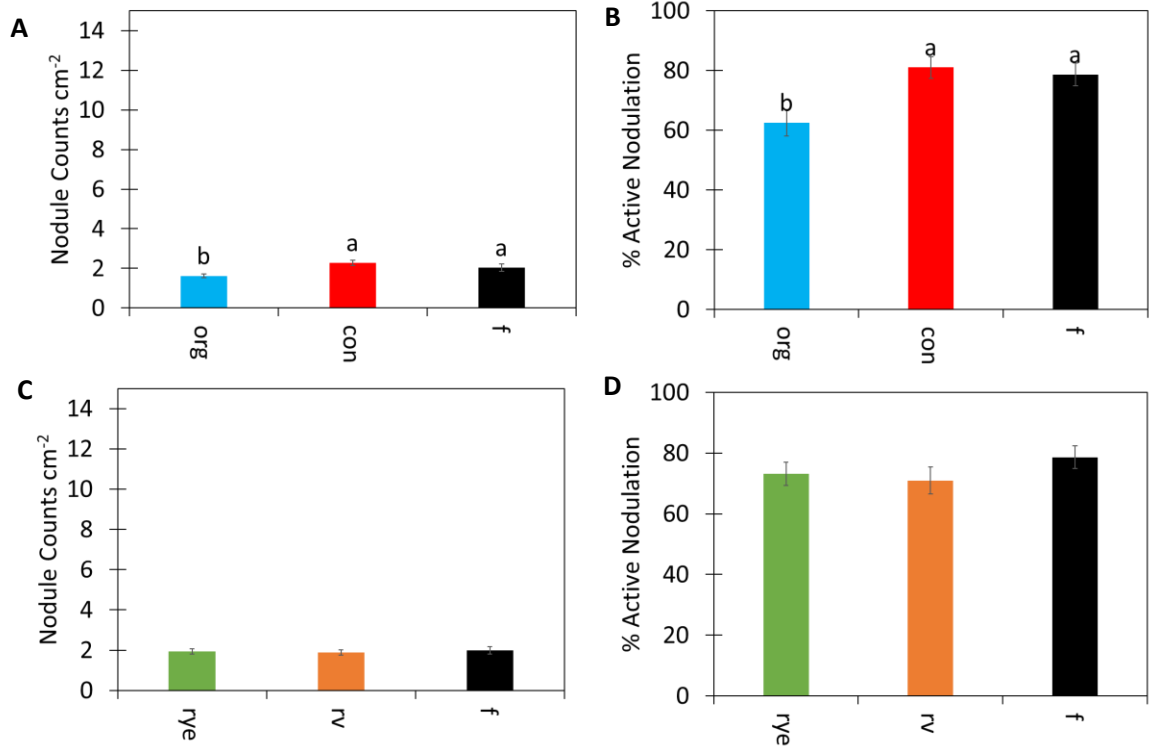 A
Nodule Counts cm-2
14
12
10
8
6
4
2
0
b
a
a
org
con
f
B
% Active Nodulation
100
80
60
40
20
0
b
a
a
org
con
f
C
Nodule Counts cm-2
14
12
10
8
6
4
2
0
rye
rv
f
D
% Active Nodulation
100
80
60
40
20
0
rye
rv
f